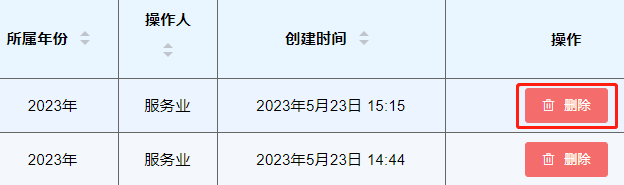 所属年份 操作人 创建时间 操作
2023年 服务业 2023年5月23日 15:15 删除
2023年 服务业 2023年5月23日 14:44 删除